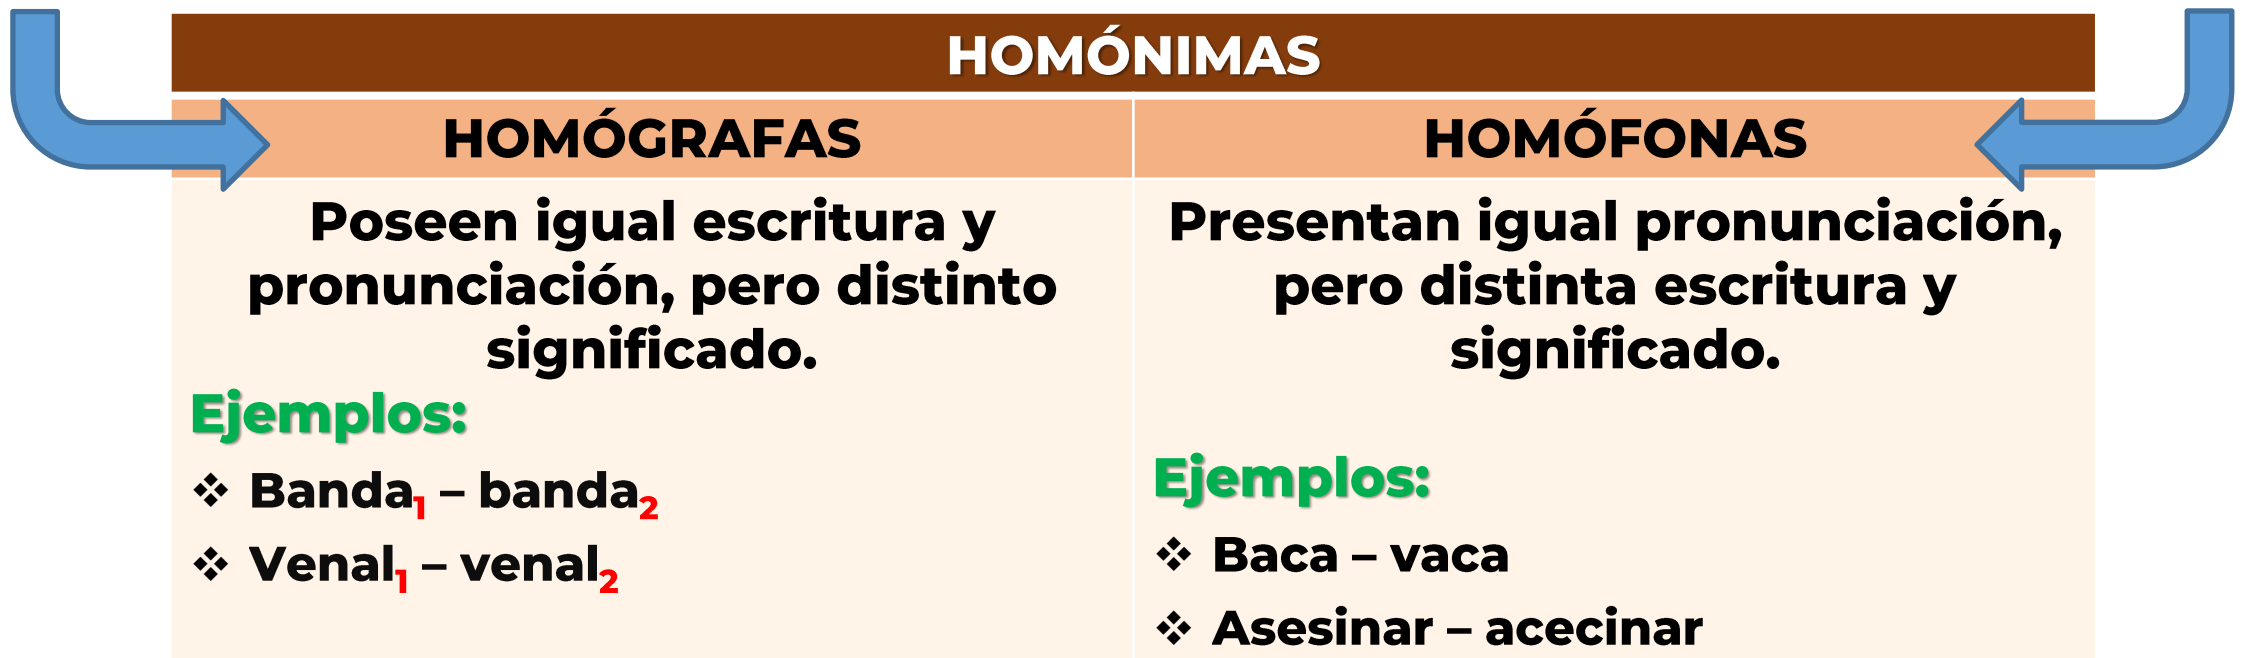 HOMÓNIMAS
HOMÓGRAFAS
Poseen igual escritura y
pronunciación, pero distinto
significado.
Ejemplos:
❖ Banda1 – banda2
❖ Venal1 – venal2
HOMÓFONAS
Presentan igual pronunciación,
pero distinta escritura y
significado.
Ejemplos:
❖ Baca – vaca
❖ Asesinar – acecinar